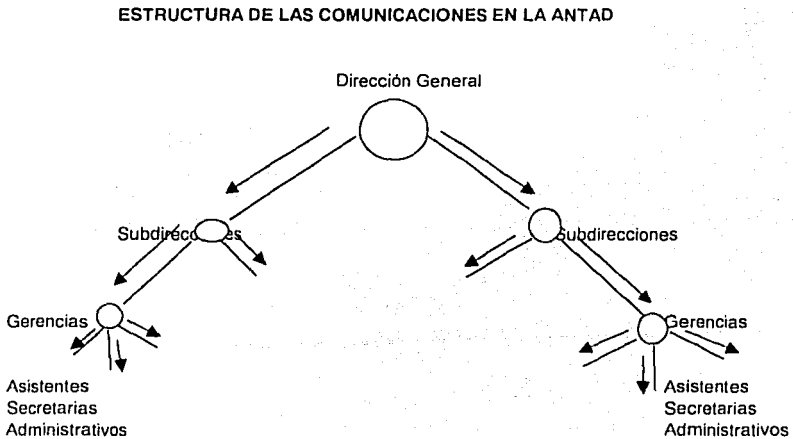 ESTRUCTURA DE LAS COMUNICACIONES EN LA ANTAD
Dirección General
Subdirecciones
Subdirecciones
Gerencias
Gerencias
Asistentes
Secretarias
Administrativos
Asistentes
Secretarias
Administrativos